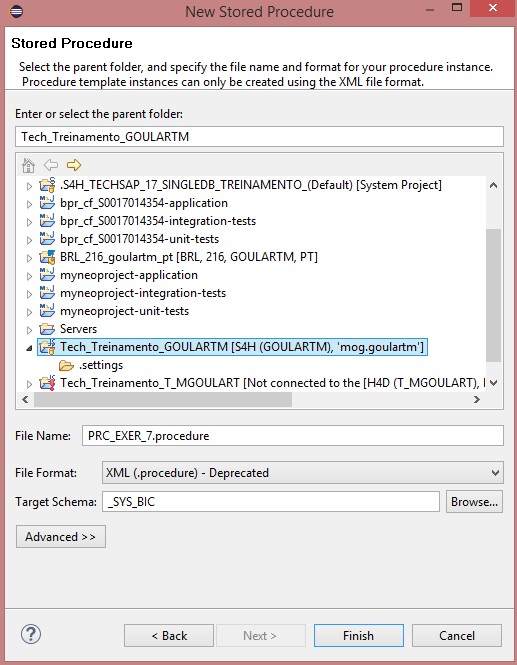 New Stored Procedure
Stored Procedure
Select the parent folder, and specify the file name and format for your procedure instance.
Procedure template instances can only be created using the XML file format.
Enter or select the parent folder:
Tech_Treinamento_GOULARTM
.S4H_TECHSAP_17_SINGLEDB_TREINAMENTO_(Default) [System Project]
bpr_cf_S0017014354-application
bpr_cf_S0017014354-integration-tests
bpr_cf_S0017014354-unit-tests
BRL_216_goulartm_pt [BRL, 216, GOULARTM, PT]
myneoproject-application
myneoproject-integration-tests
myneoproject-unit-tests
Servers
Tech_Treinamento_GOULARTM [S4H (GOULARTM), 'mog.goulartm']
.settings
Tech_Treinamento_T_MGOULART [Not connected to the [H4D (T_MGOULART),
File Name: PRC_EXER_7.procedure
File Format: XML (.procedure) - Deprecated
Target Schema: _SYS_BIC Browse...
Advanced >>
? < Back Next > Finish Cancel